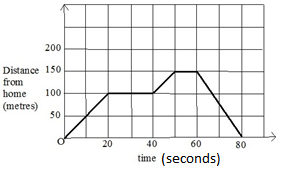 200
Distance 150
from
home 100
(metres)
50
O 20 40 60 80
time (seconds)